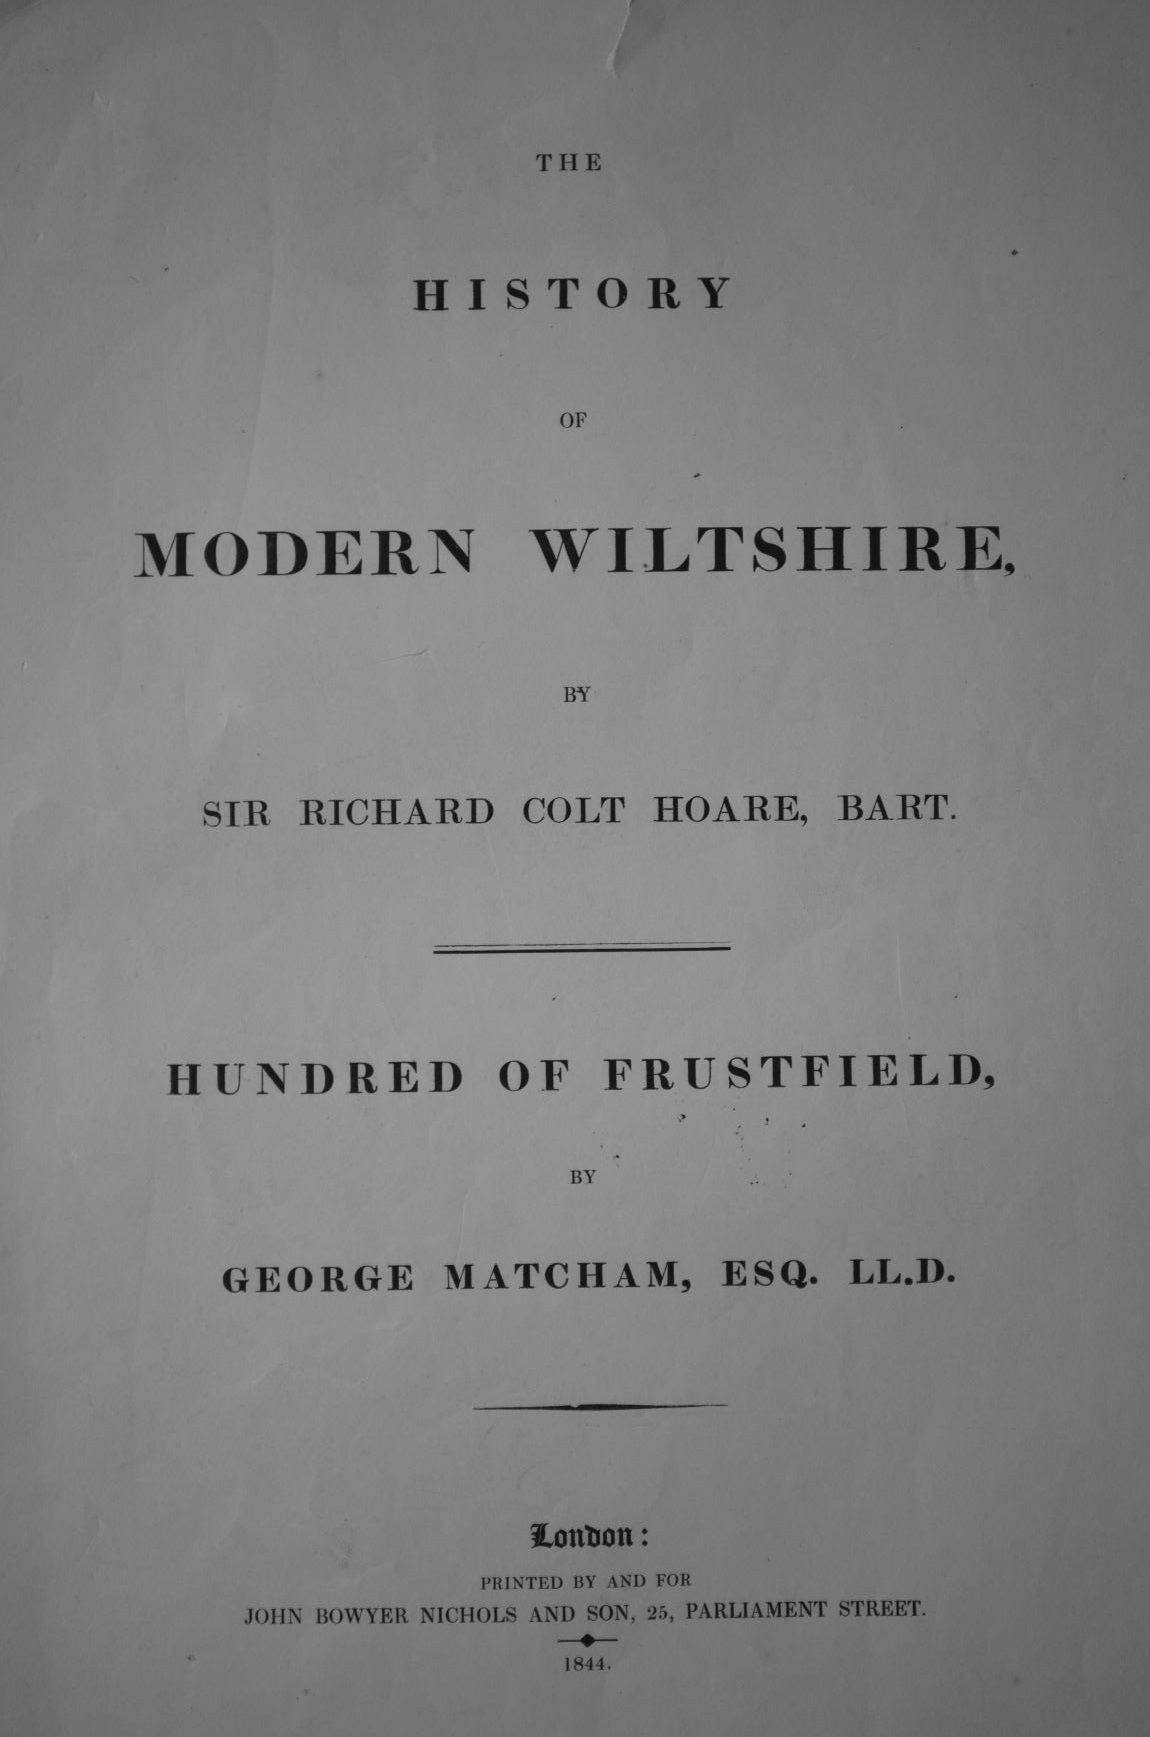 THE
HISTORY
OF
MODERN WILTSHIRE,
BY
SIR RICHARD COLT HOARE, BART.
HUNDRED OF FRUSTFIELD,
BY
GEORGE MATCHAM, ESQ. LL.D.
London:
PRINTED BY AND FOR
JOHN BOWYER NICHOLS AND SON, 25, PARLIAMENT STREET.
1844.